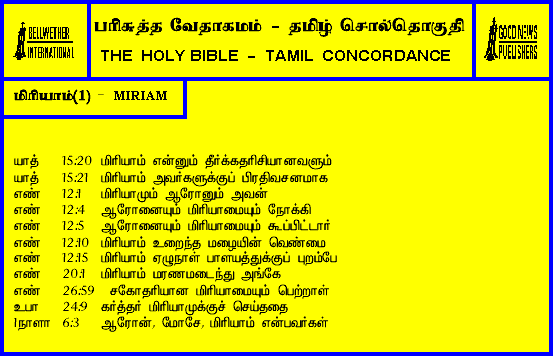 BELLWETHER
INTERNATIONAL
பரிசுத்த வேதாகமம் - தமிழ் சொல்தொகுதி
THE HOLY BIBLE - TAMIL CONCORDANCE
GOOD NEWS
PUBLISHERS
மிரியாம்(1) - MIRIAM
யாத் 15:20 மிரியாம் என்னும் தீர்க்கதரிசியானவளும்
யாத் 15:21 மிரியாம் அவர்களுக்குப் பிரதிவசனமாக
எண் 12:1 மிரியாமும் ஆரோனும் அவன்
எண் 12:4 ஆரோனையும் மிரியாமையும் நோக்கி
எண் 12:5 ஆரோனையும் மிரியாமையும் கூப்பிட்டார்
எண் 12:10 மிரியாம் உறைந்த மழையின் வெண்மை
எண் 12:15 மிரியாம் ஏழுநாள் பாளயத்துக்குப் புறம்பே
எண் 20:1 மிரியாம் மரணமடைந்து அங்கே
எண் 26:59 சகோதரியான மிரியாமையும் பெற்றாள்
உபா 24:9 கர்த்தர் மிரியாமுக்குச் செய்ததை
1நாளா 6:3 ஆரோன், மோசே, மிரியாம் என்பவர்கள்